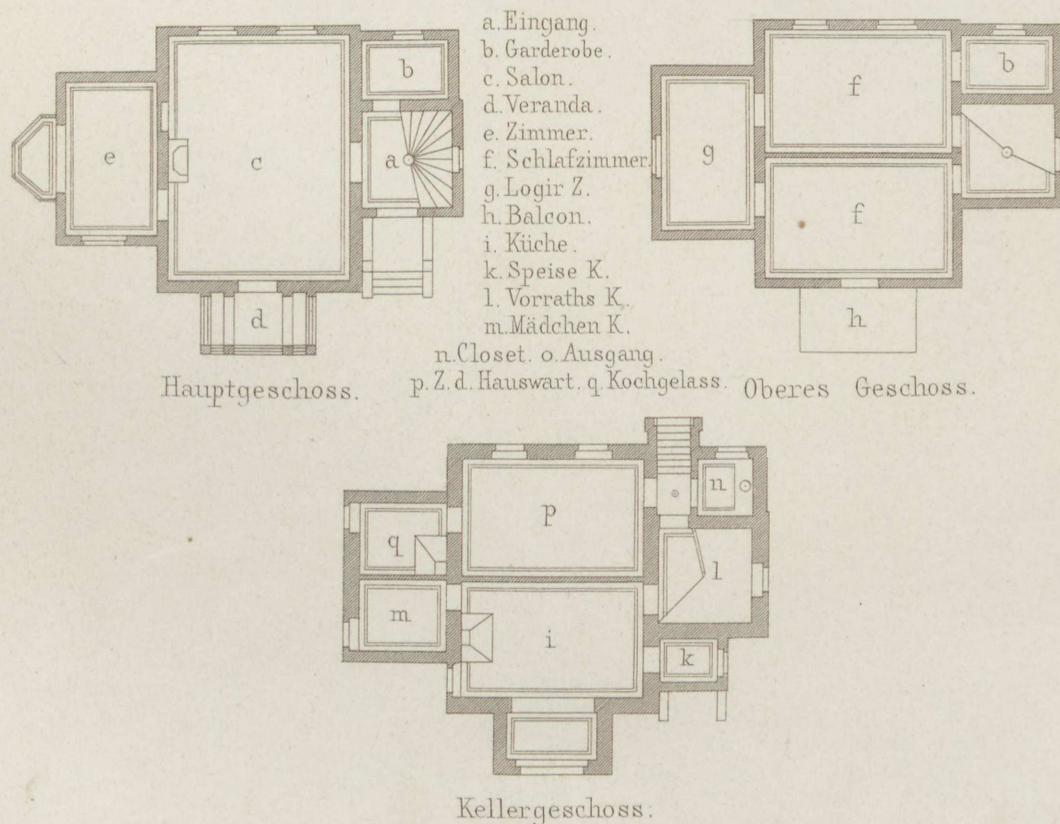 a. Eingang.
b. Garderobe.
c. Salon.
d. Veranda.
e. Zimmer.
f. Schlafzimmer.
g. Logir Z.
h. Balcon.
i. Küche.
k. Speise K.
l. Vorraths K.
m. Mädchen K.
n. Closet. o. Ausgang.
p. Z. d. Hauswart. q. Kochgelass.
b
e
c
a
d
Hauptgeschoss.
f
b
g
f
h
Oberes Geschoss.
p
n
q
l
m
i
k
Kellergeschoss.